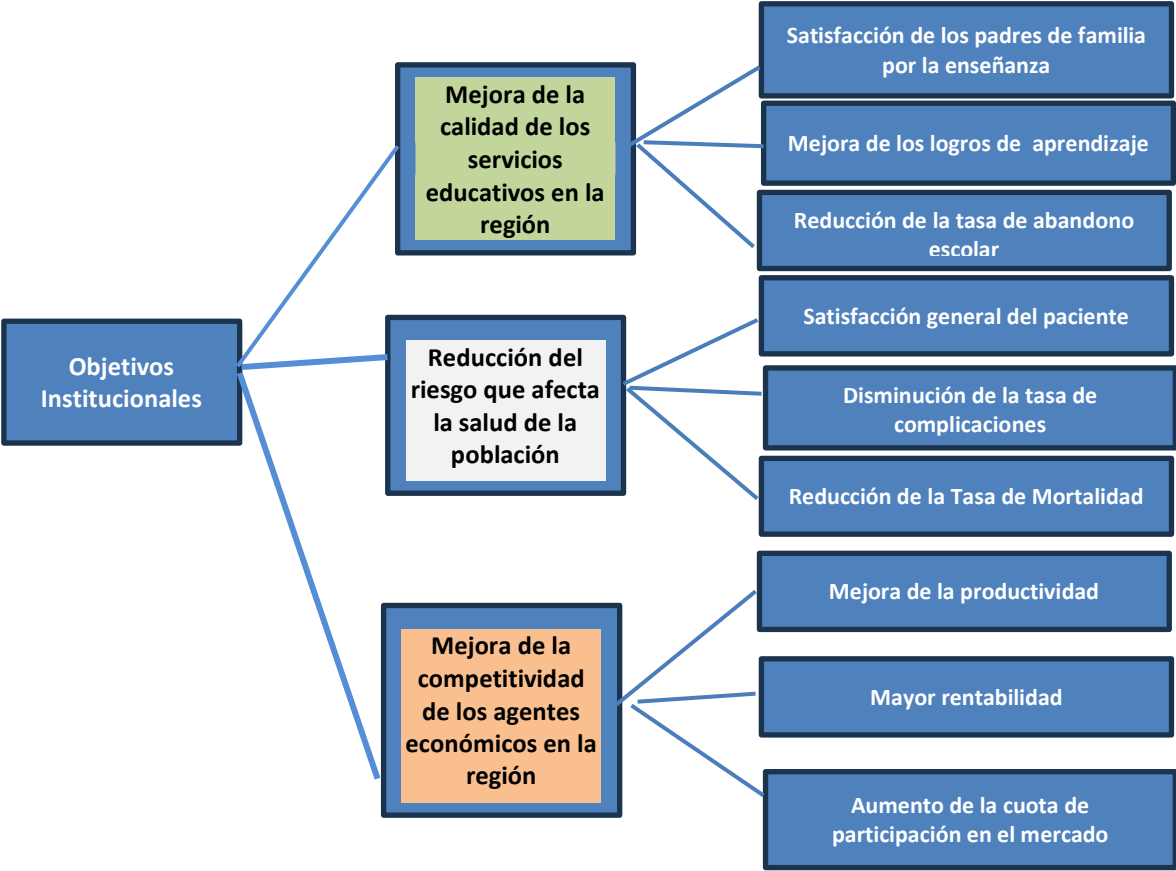 Objetivos
Institucionales
Mejora de la
calidad de los
servicios
educativos en la
región
Satisfacción de los padres de familia
por la enseñanza
Mejora de los logros de aprendizaje
Reducción de la tasa de abandono
escolar
Reducción del
riesgo que afecta
la salud de la
población
Satisfacción general del paciente
Disminución de la tasa de
complicaciones
Reducción de la Tasa de Mortalidad
Mejora de la
competitividad
de los agentes
económicos en la
región
Mejora de la productividad
Mayor rentabilidad
Aumento de la cuota de
participación en el mercado